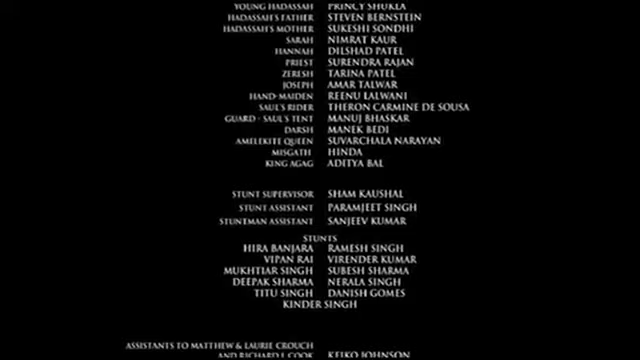 YOUNG HADASSAH PRINCY SHUKLA
HADASSAH'S FATHER STEVEN BERNSTEIN
HADASSAH'S MOTHER SUKESHI SONDHI
SARAH NIMRAT KAUR
HANNAH DILSHAD PATEL
PRIEST SURENDRA RAJAN
ZERESH TARINA PATEL
JOSEPH AMAR TALWAR
HAND-MAIDEN REENU LALWANI
SAUL'S RIDER THERON CARMINE DE SOUSA
GUARD - SAUL'S TENT MANUJ BHASKAR
DARSH MANEK BEDI
AMELEKITE QUEEN SUVARCHALA NARAYAN
MISGATH HINDA
KING AGAG ADITYA BAL
STUNT SUPERVISOR SHAM KAUSHAL
STUNT ASSISTANT PARAMJEET SINGH
STUNTMAN ASSISTANT SANJEEV KUMAR
STUNTS
HIRA BANJARA RAMESH SINGH
VIPAN RAI VIRENDER KUMAR
MUKHTIAR SINGH SUBESH SHARMA
DEEPAK SHARMA NERALA SINGH
TITU SINGH DANISH GOMES
KINDER SINGH
ASSISTANTS TO MATTHEW & LAURIE CROUCH
AND RICHARD J. COOK KEIKO JOHNSON